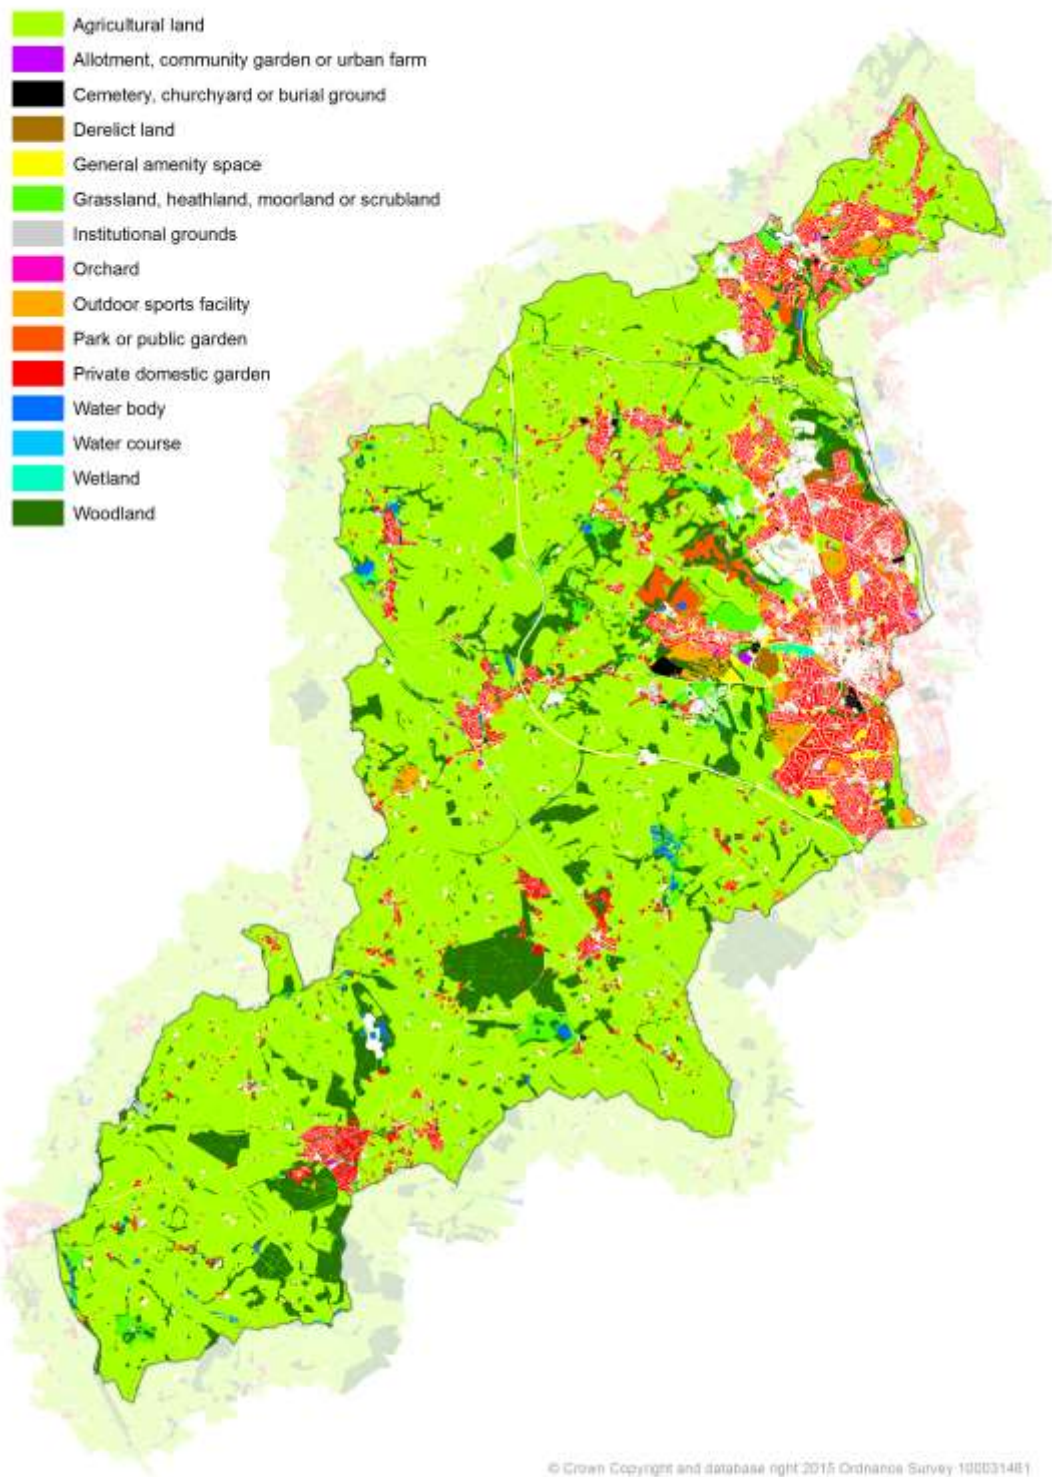 Agricultural land
Allotment, community garden or urban farm
Cemetery, churchyard or burial ground
Derelict land
General amenity space
Grassland, heathland, moorland or scrubland
Institutional grounds
Orchard
Outdoor sports facility
Park or public garden
Private domestic garden
Water body
Water course
Wetland
Woodland
© Crown Copyright and database right 2015 Ordnance Survey 100031461